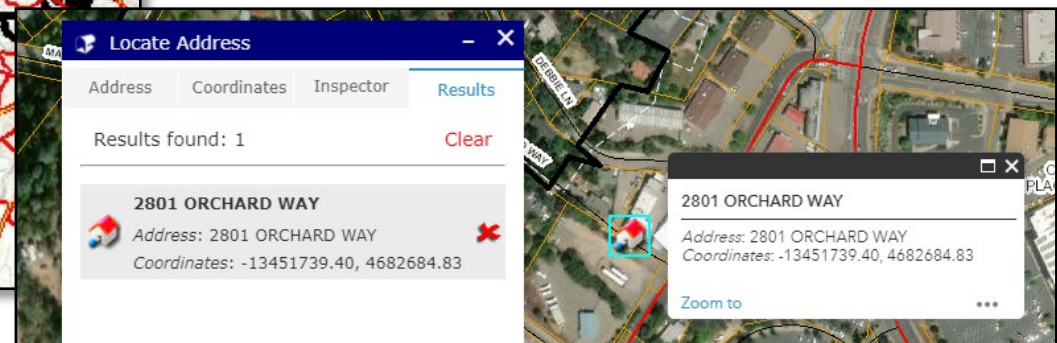 Locate Address
Address Coordinates Inspector Results
Results found: 1 Clear
2801 ORCHARD WAY
Address: 2801 ORCHARD WAY
Coordinates: -13451739.40, 4682684.83
MA
DEBBIE LN
WAY
2801 ORCHARD WAY
Address: 2801 ORCHARD WAY
Coordinates: -13451739.40, 4682684.83
Zoom to
PLA